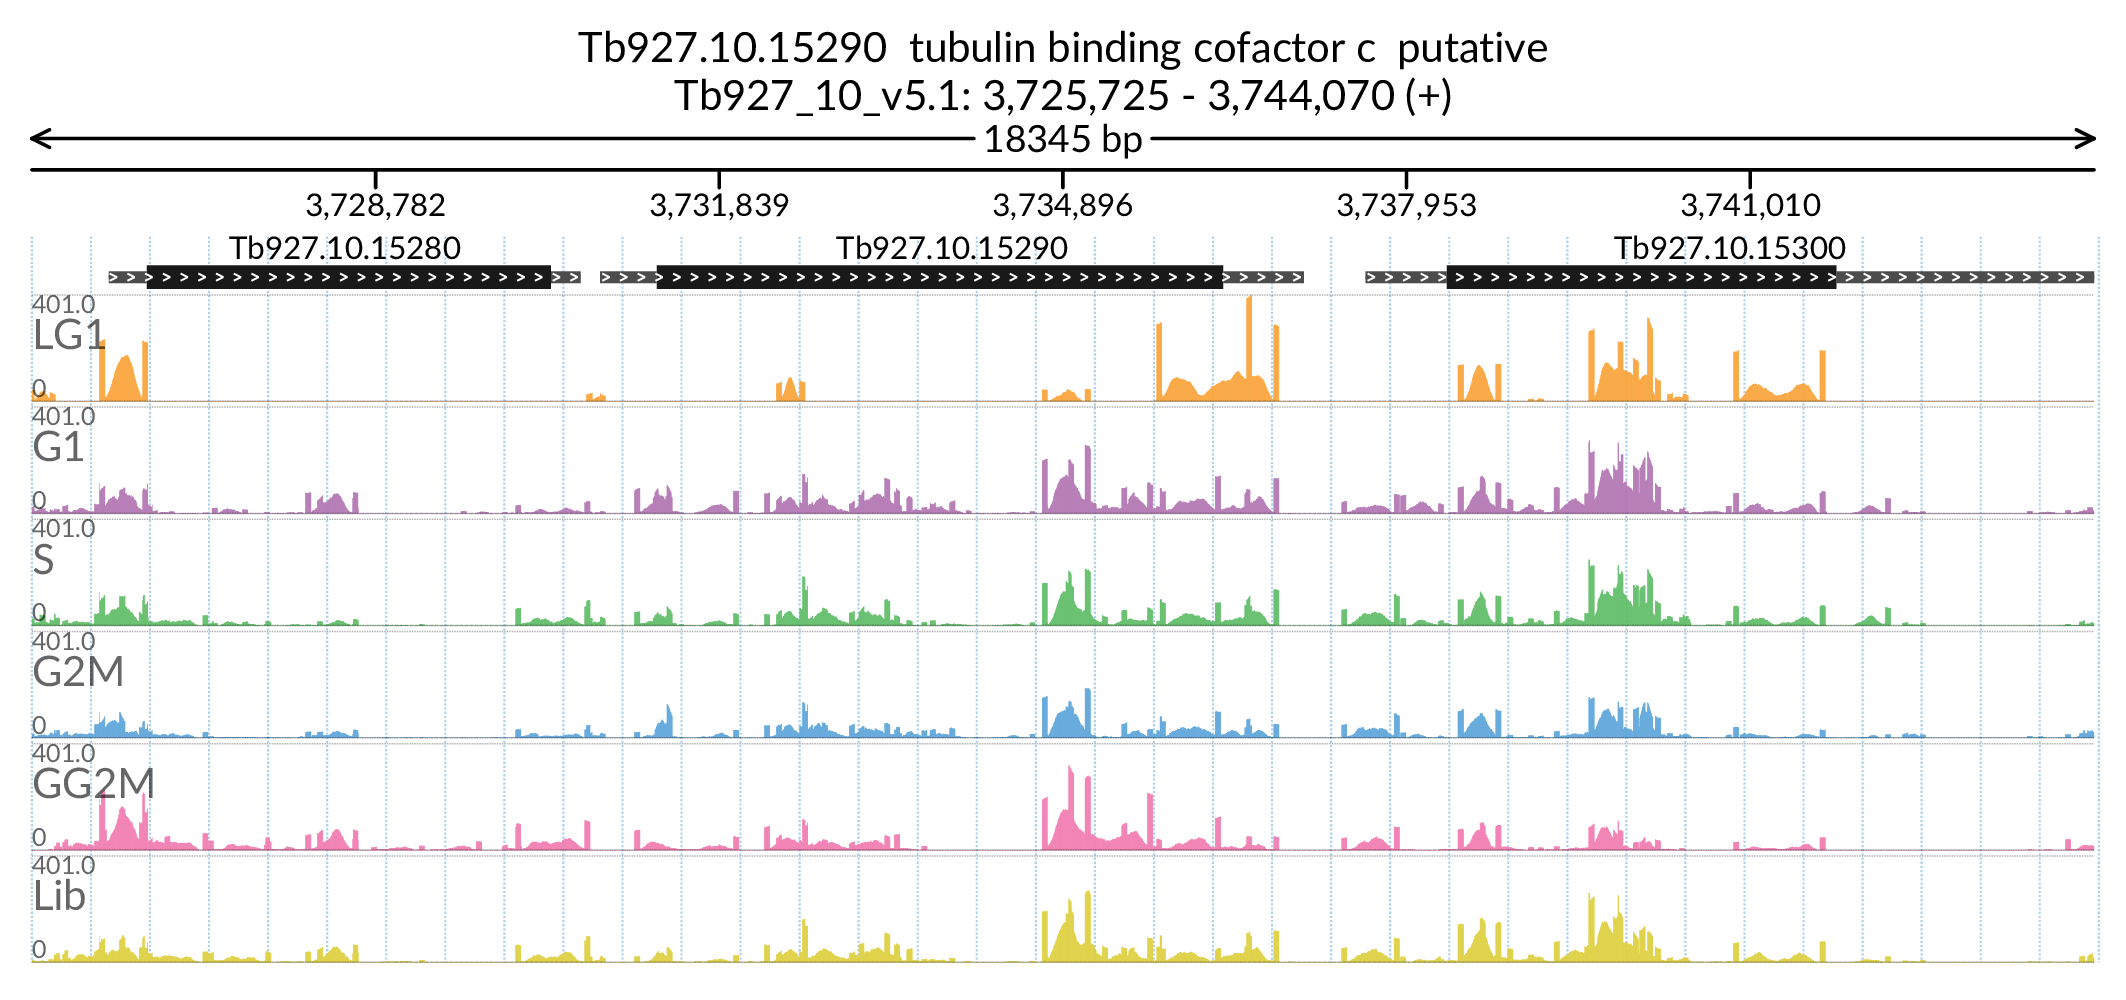 Tb927.10.15290  tubulin binding cofactor c  putative
Tb927_10_v5.1: 3,725,725 - 3,744,070 (+)
18345 bp
3,728,782 3,731,839 3,734,896 3,737,953 3,741,010
Tb927.10.15280 Tb927.10.15290 Tb927.10.15300
401.0
LG1
0
401.0
G1
0
401.0
S
0
401.0
G2M
0
401.0
GG2M
0
401.0
Lib
0